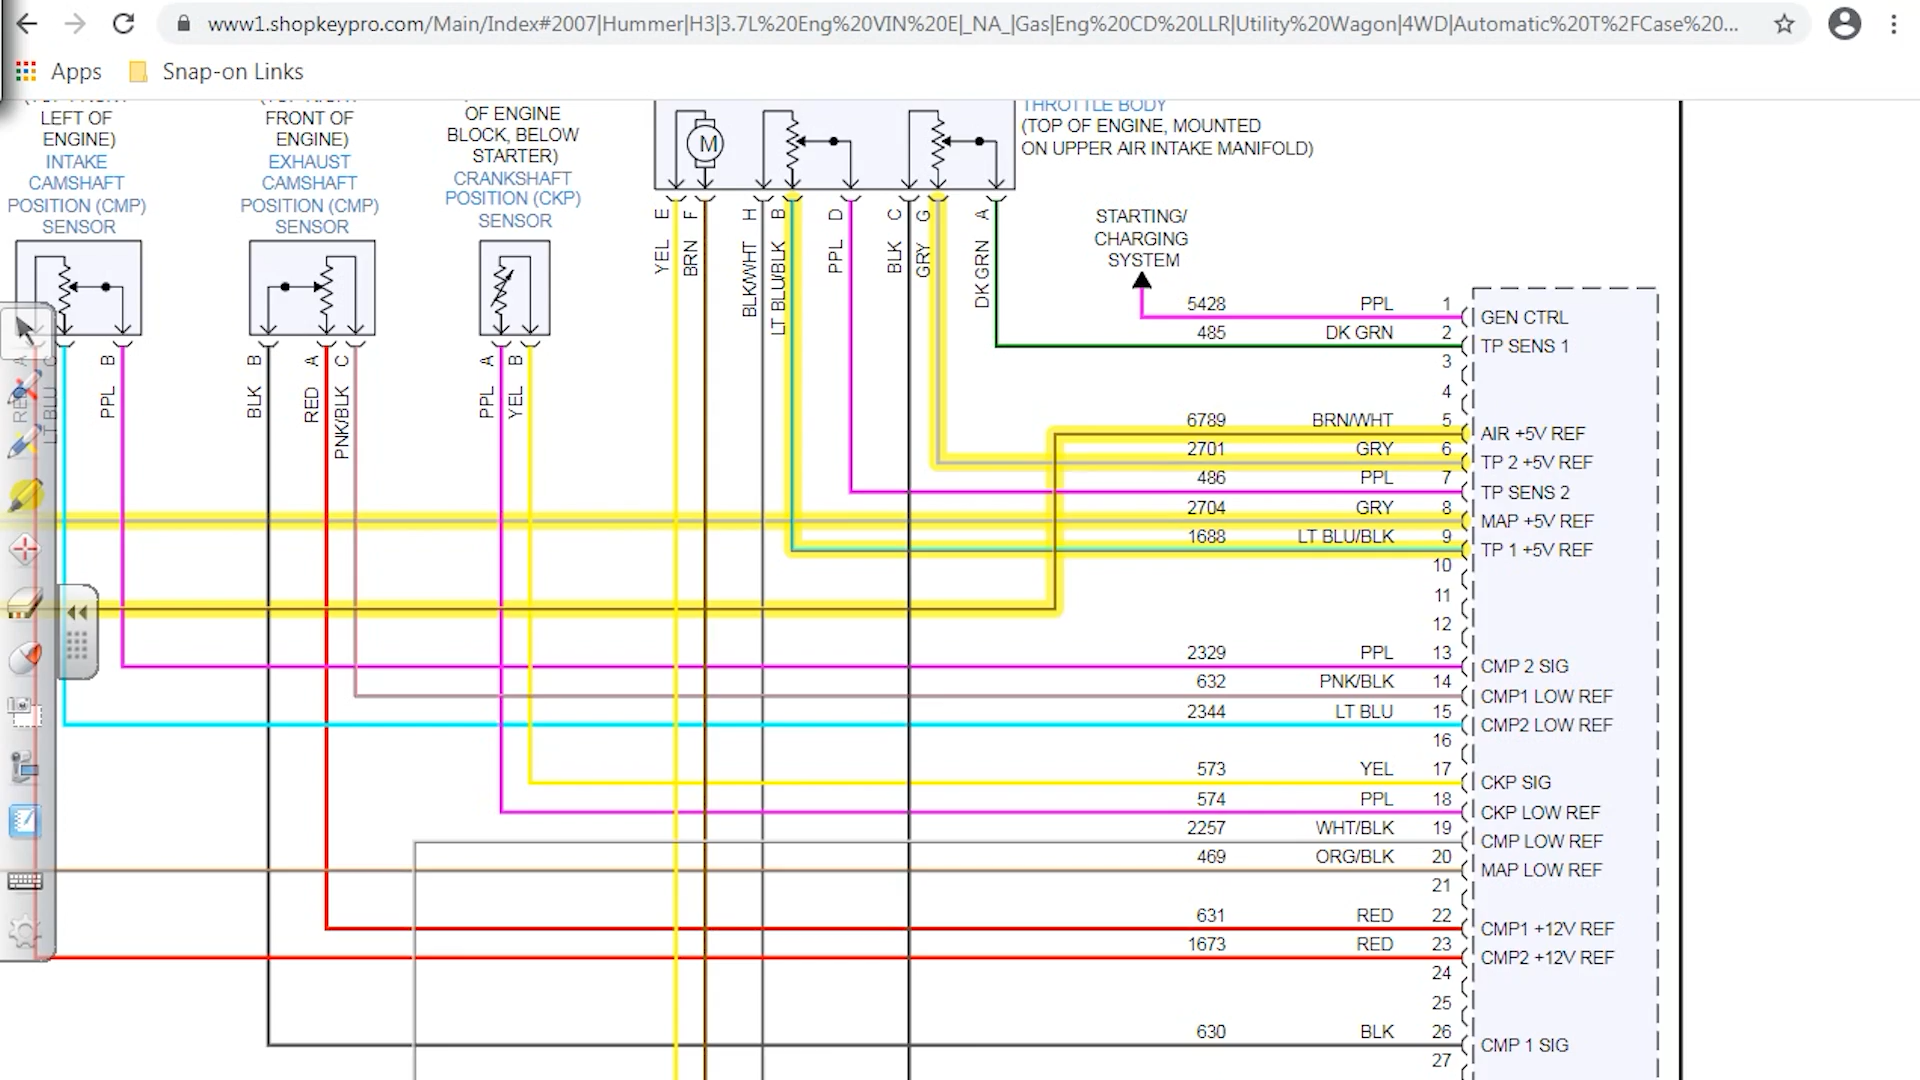 www1.shopkeypro.com/Main/Index#2007|Hummer|H3|3.7L%20Eng%20VIN%20E|_NA_|Gas|Eng%20CD%20LLR|Utility%20Wagon|4WD|Automatic%20T%2FCase%20...
Apps
Snap-on Links
LEFT OF
ENGINE)
INTAKE
CAMSHAFT
POSITION (CMP)
SENSOR
FRONT OF
ENGINE)
EXHAUST
CAMSHAFT
POSITION (CMP)
SENSOR
OF ENGINE
BLOCK, BELOW
STARTER)
CRANKSHAFT
POSITION (CKP)
SENSOR
M
THROTTLE BODY
(TOP OF ENGINE, MOUNTED
ON UPPER AIR INTAKE MANIFOLD)
A
RED
C
LT BLU
B
PPL
B
BLK
A
RED
C
PNK/BLK
A
PPL
B
YEL
E
YEL
F
BRN
H
BLK/WHT
B
LT BLU/BLK
D
PPL
C
BLK
G
GRY
A
DK GRN
STARTING/
CHARGING
SYSTEM
5428 PPL 1 GEN CTRL
485 DK GRN 2 TP SENS 1
3
4
6789 BRN/WHT 5 AIR +5V REF
2701 GRY 6 TP 2 +5V REF
486 PPL 7 TP SENS 2
2704 GRY 8 MAP +5V REF
1688 LT BLU/BLK 9 TP 1 +5V REF
10
11
12
2329 PPL 13 CMP 2 SIG
632 PNK/BLK 14 CMP1 LOW REF
2344 LT BLU 15 CMP2 LOW REF
16
573 YEL 17 CKP SIG
574 PPL 18 CKP LOW REF
2257 WHT/BLK 19 CMP LOW REF
469 ORG/BLK 20 MAP LOW REF
21
631 RED 22 CMP1 +12V REF
1673 RED 23 CMP2 +12V REF
24
25
630 BLK 26 CMP 1 SIG
27